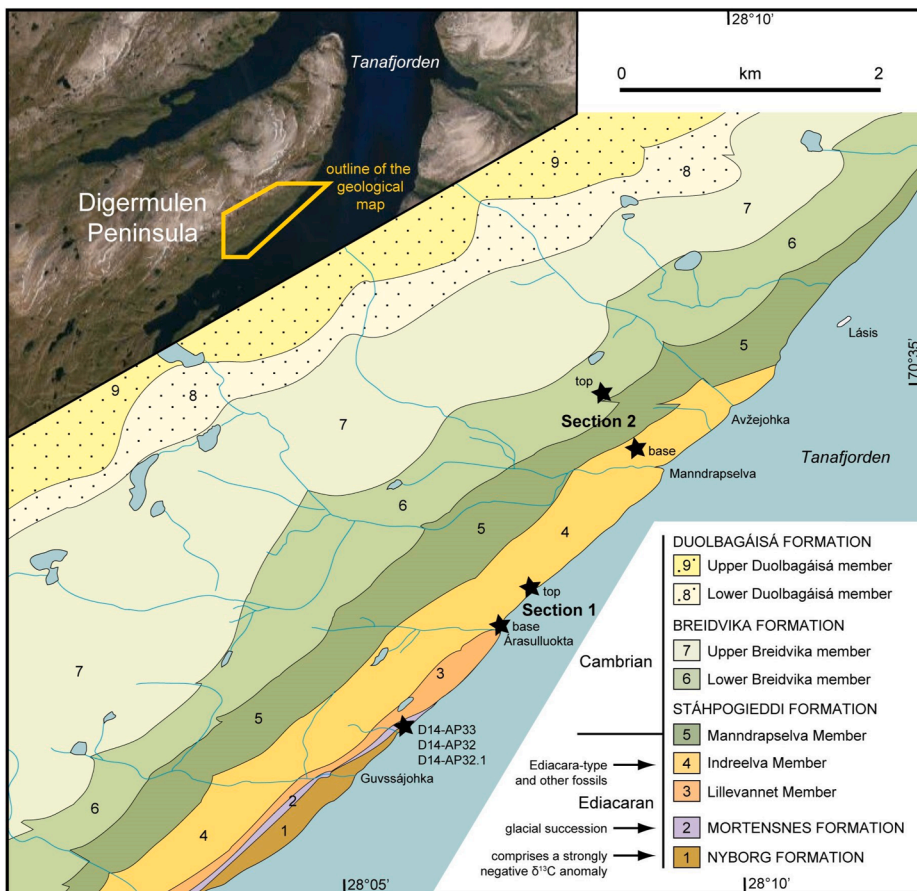 28°10'
Tanafjorden
0 km 2
outline of the
geological
map
Digermulen
Peninsula
9
8
7
6
5
Lásis
70°35'
9
8
7
top
Section 2
base
Avžejohka
Manndrapselva
Tanafjorden
6
5
4
top
Section 1
base
Árasulluokta
7
3
5
D14-AP33
D14-AP32
D14-AP32.1
Guvssájohka
6
4
2
1
28°05'
28°10'
DUOLBAGÁISÁ FORMATION
9 Upper Duolbagáisá member
8 Lower Duolbagáisá member
BREIDVIKA FORMATION
7 Upper Breidvika member
6 Lower Breidvika member
Cambrian
STÁHPOGIEDDI FORMATION
5 Manndrapselva Member
Ediacara-type
and other fossils
4 Indreelva Member
3 Lillevannet Member
Ediacaran
glacial succession
2 MORTENSNES FORMATION
comprises a strongly
negative δ¹³C anomaly
1 NYBORG FORMATION